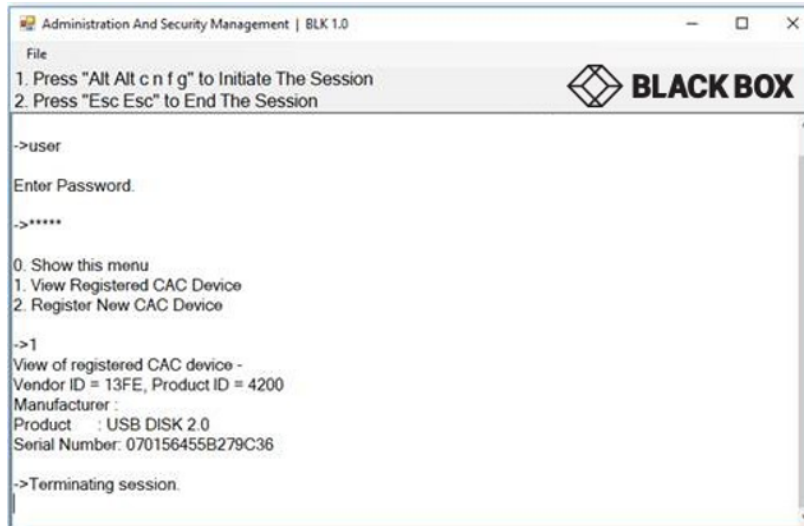 Administration And Security Management | BLK 1.0
File
1. Press "Alt Alt c n f g" to Initiate The Session
2. Press "Esc Esc" to End The Session
BLACK BOX
->user
Enter Password.
->*****
0. Show this menu
1. View Registered CAC Device
2. Register New CAC Device
->1
View of registered CAC device -
Vendor ID = 13FE, Product ID = 4200
Manufacturer :
Product : USB DISK 2.0
Serial Number: 070156455B279C36
->Terminating session.